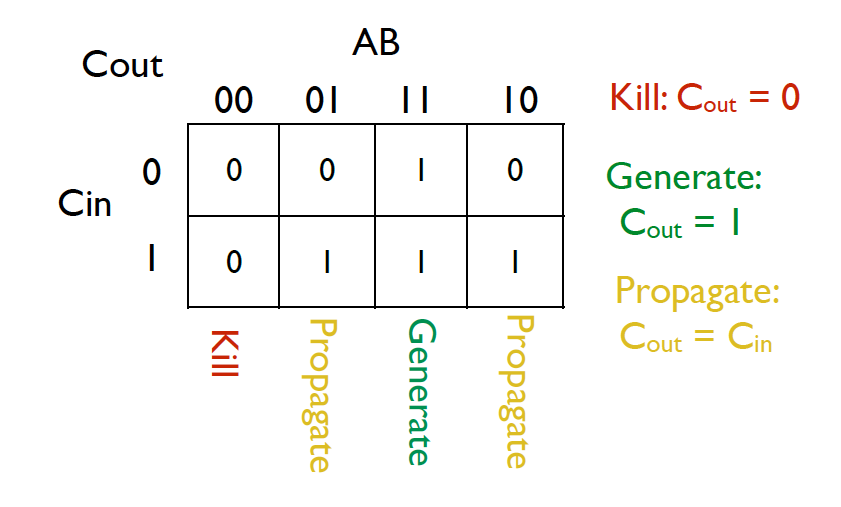 AB
Cout
00 01 11 10
Kill: Cout = 0
0 0 0 1 0
Generate:
Cin
Cout = 1
1 0 1 1 1
Propagate:
Cout = Cin
Kill
Propagate
Generate
Propagate